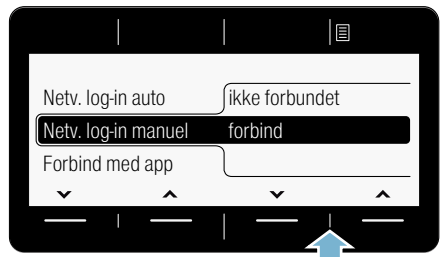 Netv. log-in auto ikke forbundet
Netv. log-in manuel forbind
Forbind med app